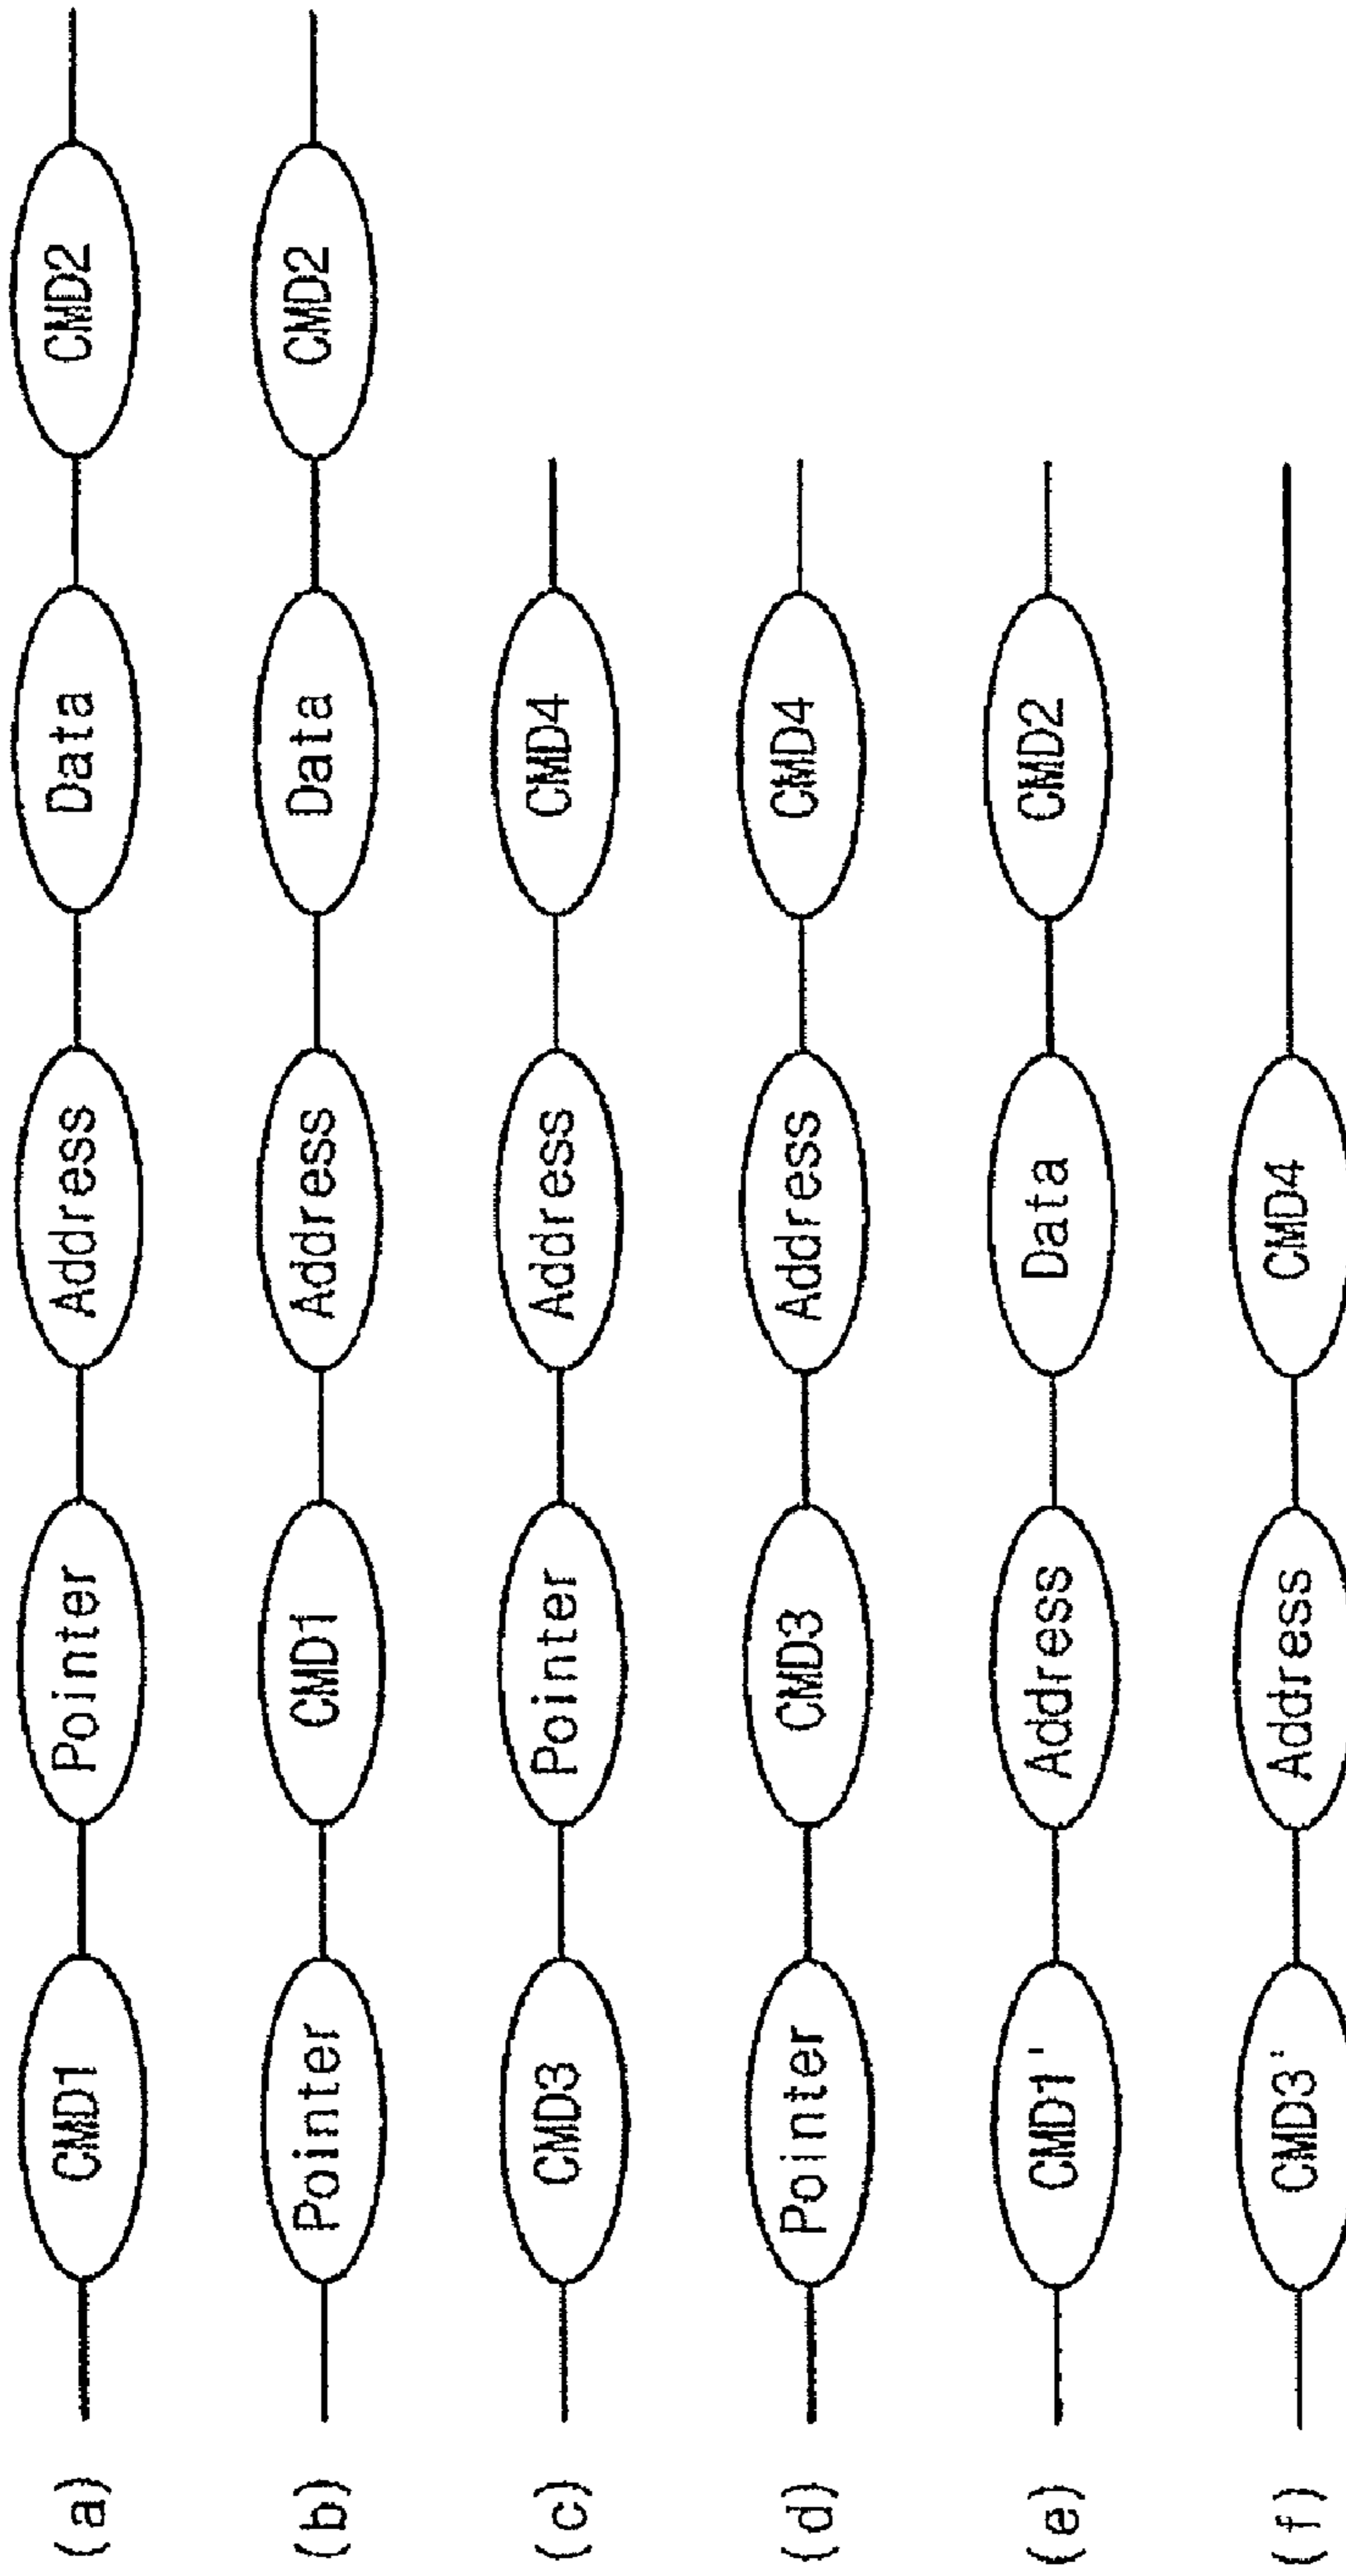 (a) CMD1 Pointer Address Data CMD2
(b) Pointer CMD1 Address Data CMD2
(c) CMD3 Pointer Address CMD4
(d) Pointer CMD3 Address CMD4
(e) CMD1' Address Data CMD2
(f) CMD3' Address CMD4